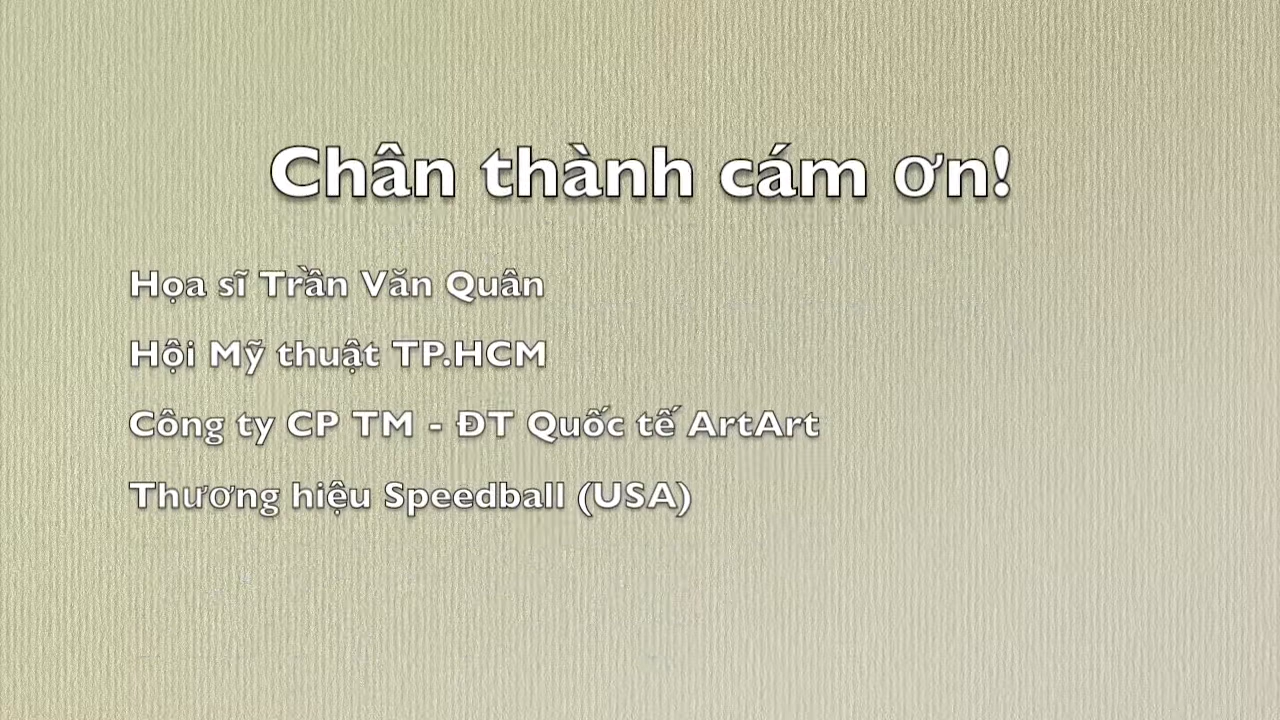 Chân thành cám ơn!
Họa sĩ Trần Văn Quân
Hội Mỹ thuật TP.HCM
Công ty CP TM - ĐT Quốc tế ArtArt
Thương hiệu Speedball (USA)